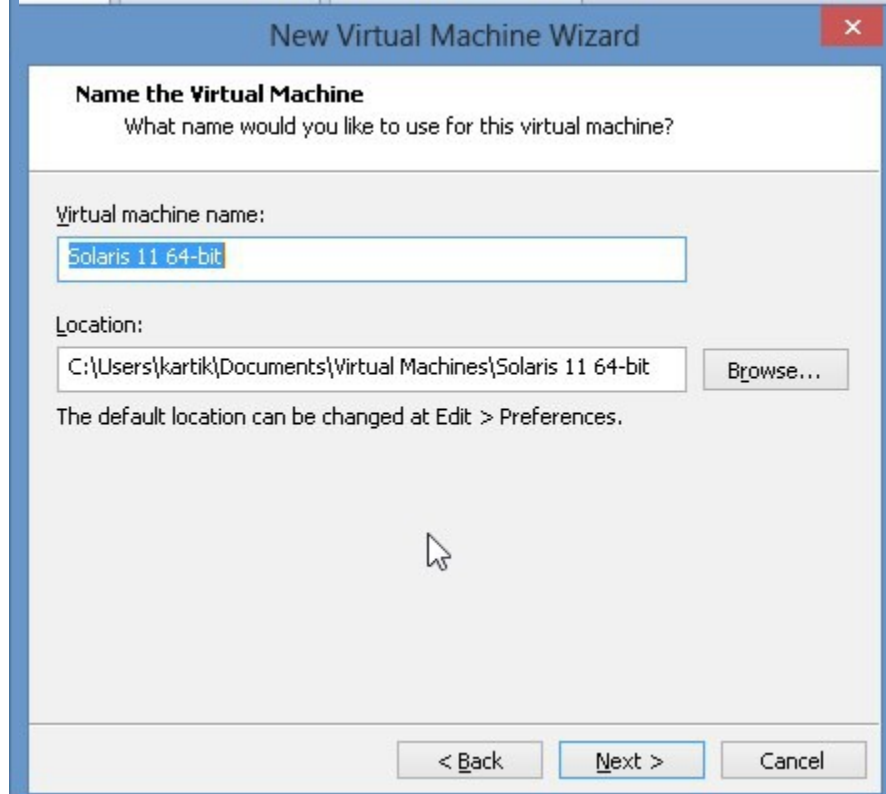 New Virtual Machine Wizard
Name the Virtual Machine
What name would you like to use for this virtual machine?
Virtual machine name:
Solaris 11 64-bit
Location:
C:\Users\kartik\Documents\Virtual Machines\Solaris 11 64-bit
Browse...
The default location can be changed at Edit > Preferences.
< Back
Next >
Cancel